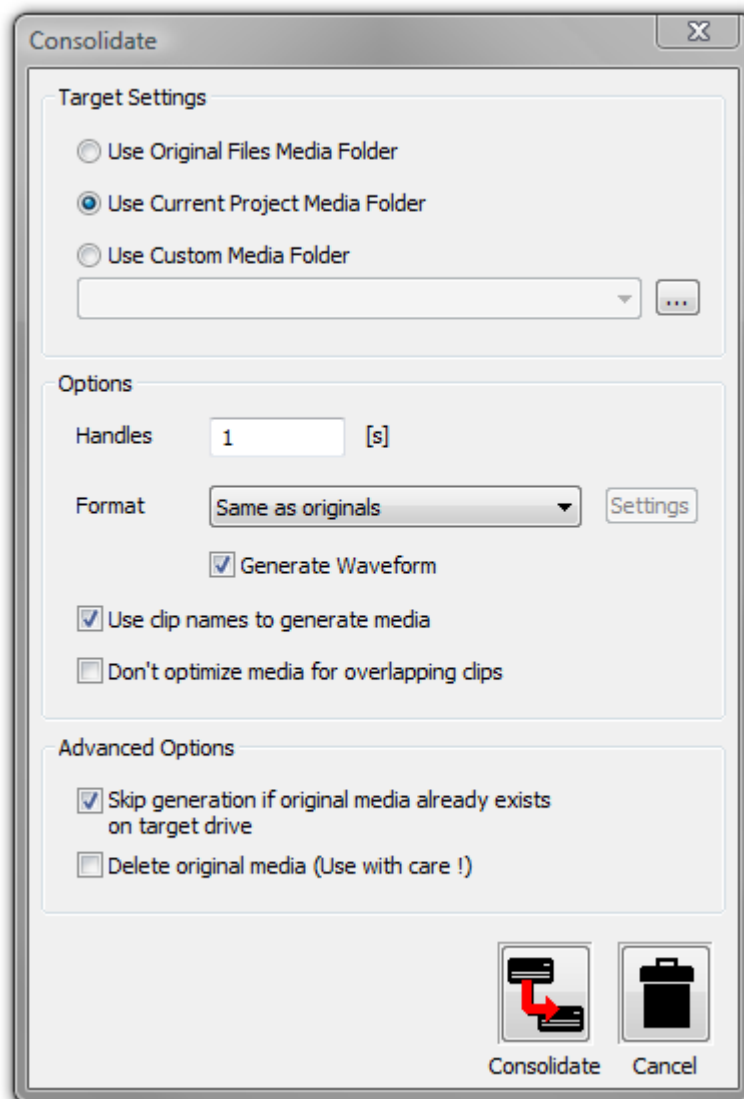 Consolidate
Target Settings
Use Original Files Media Folder
Use Current Project Media Folder
Use Custom Media Folder
...
Options
Handles 1 [s]
Format Same as originals Settings
Generate Waveform
Use clip names to generate media
Don't optimize media for overlapping clips
Advanced Options
Skip generation if original media already exists
on target drive
Delete original media (Use with care !)
Consolidate Cancel